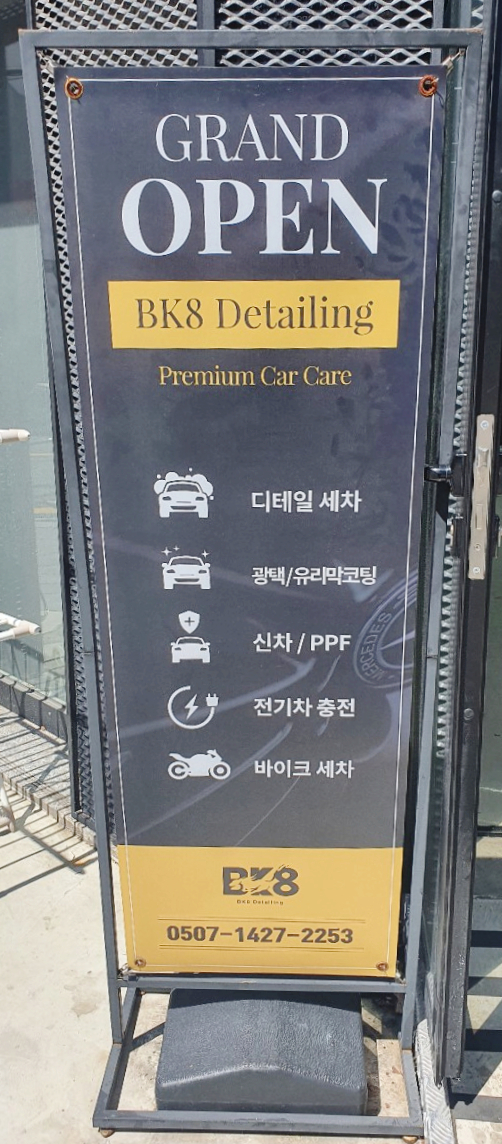 GRAND
OPEN
BK8 Detailing
Premium Car Care
디테일 세차
광택/유리막코팅
신차 / PPF
전기차 충전
바이크 세차
BK8
BK8 Detailing
0507-1427-2253